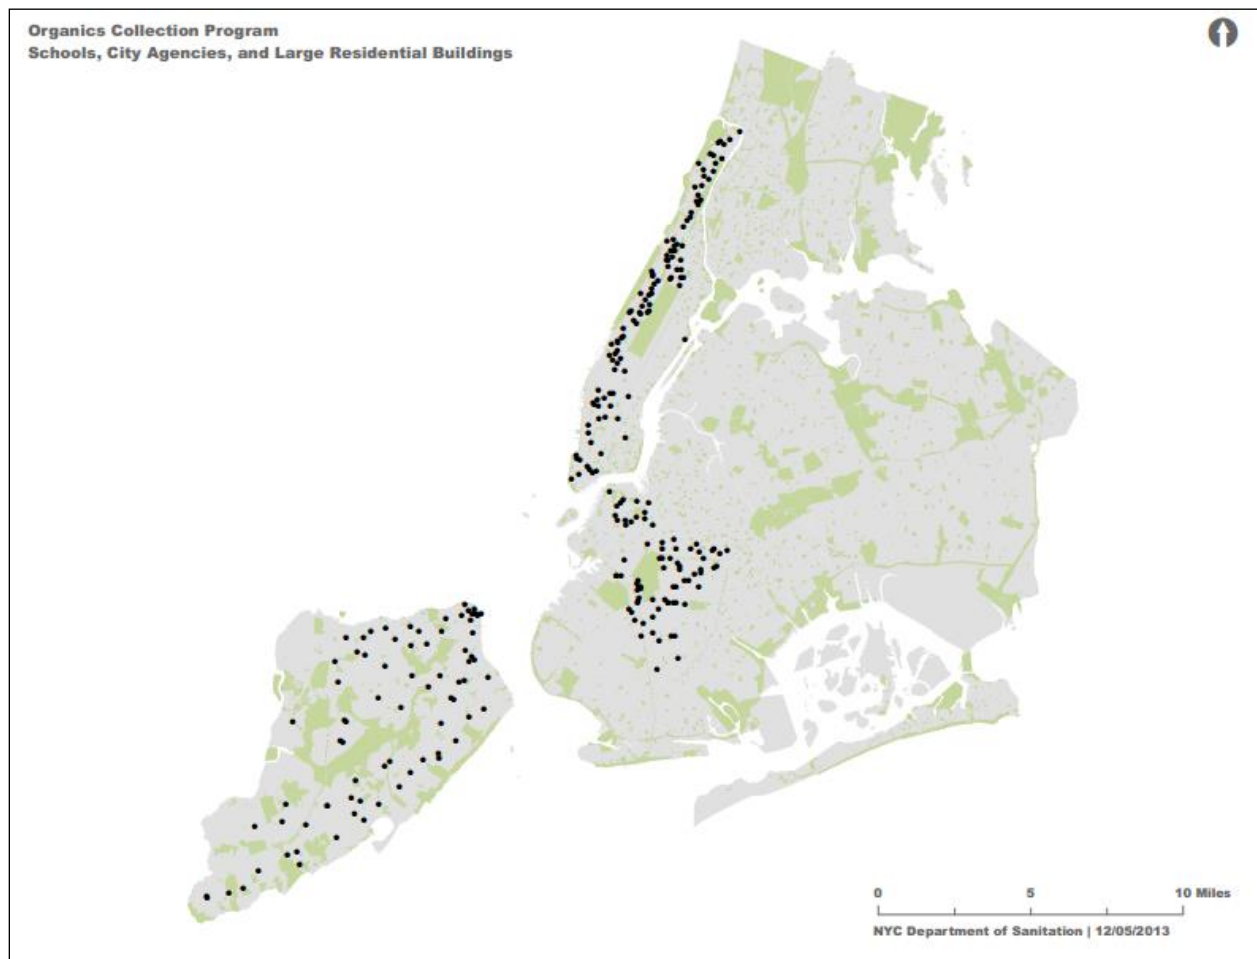 Organics Collection Program
Schools, City Agencies, and Large Residential Buildings
0 5 10 Miles
NYC Department of Sanitation | 12/05/2013